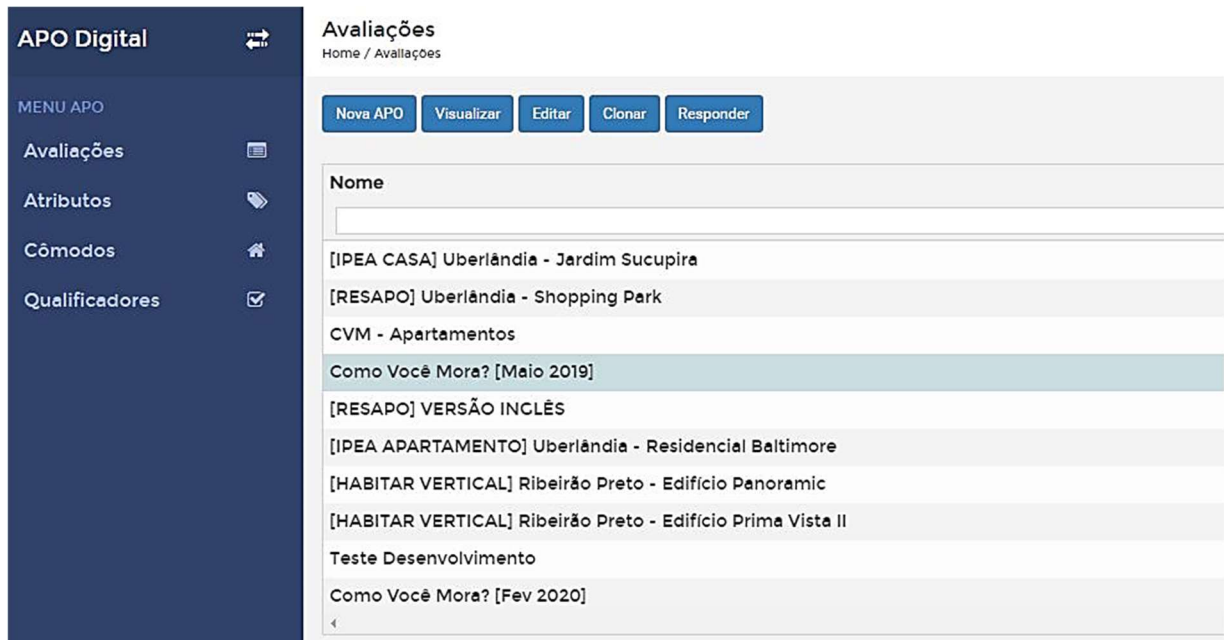 APO Digital
MENU APO
Avaliações
Atributos
Cômodos
Qualificadores
Avaliações
Home / Avaliações
Nova APO Visualizar Editar Clonar Responder
Nome
[IPEA CASA] Uberlândia - Jardim Sucupira
[RESAPO] Uberlândia - Shopping Park
CVM - Apartamentos
Como Você Mora? [Maio 2019]
[RESAPO] VERSÃO INGLÊS
[IPEA APARTAMENTO] Uberlândia - Residencial Baltimore
[HABITAR VERTICAL] Ribeirão Preto - Edifício Panoramic
[HABITAR VERTICAL] Ribeirão Preto - Edifício Prima Vista II
Teste Desenvolvimento
Como Você Mora? [Fev 2020]